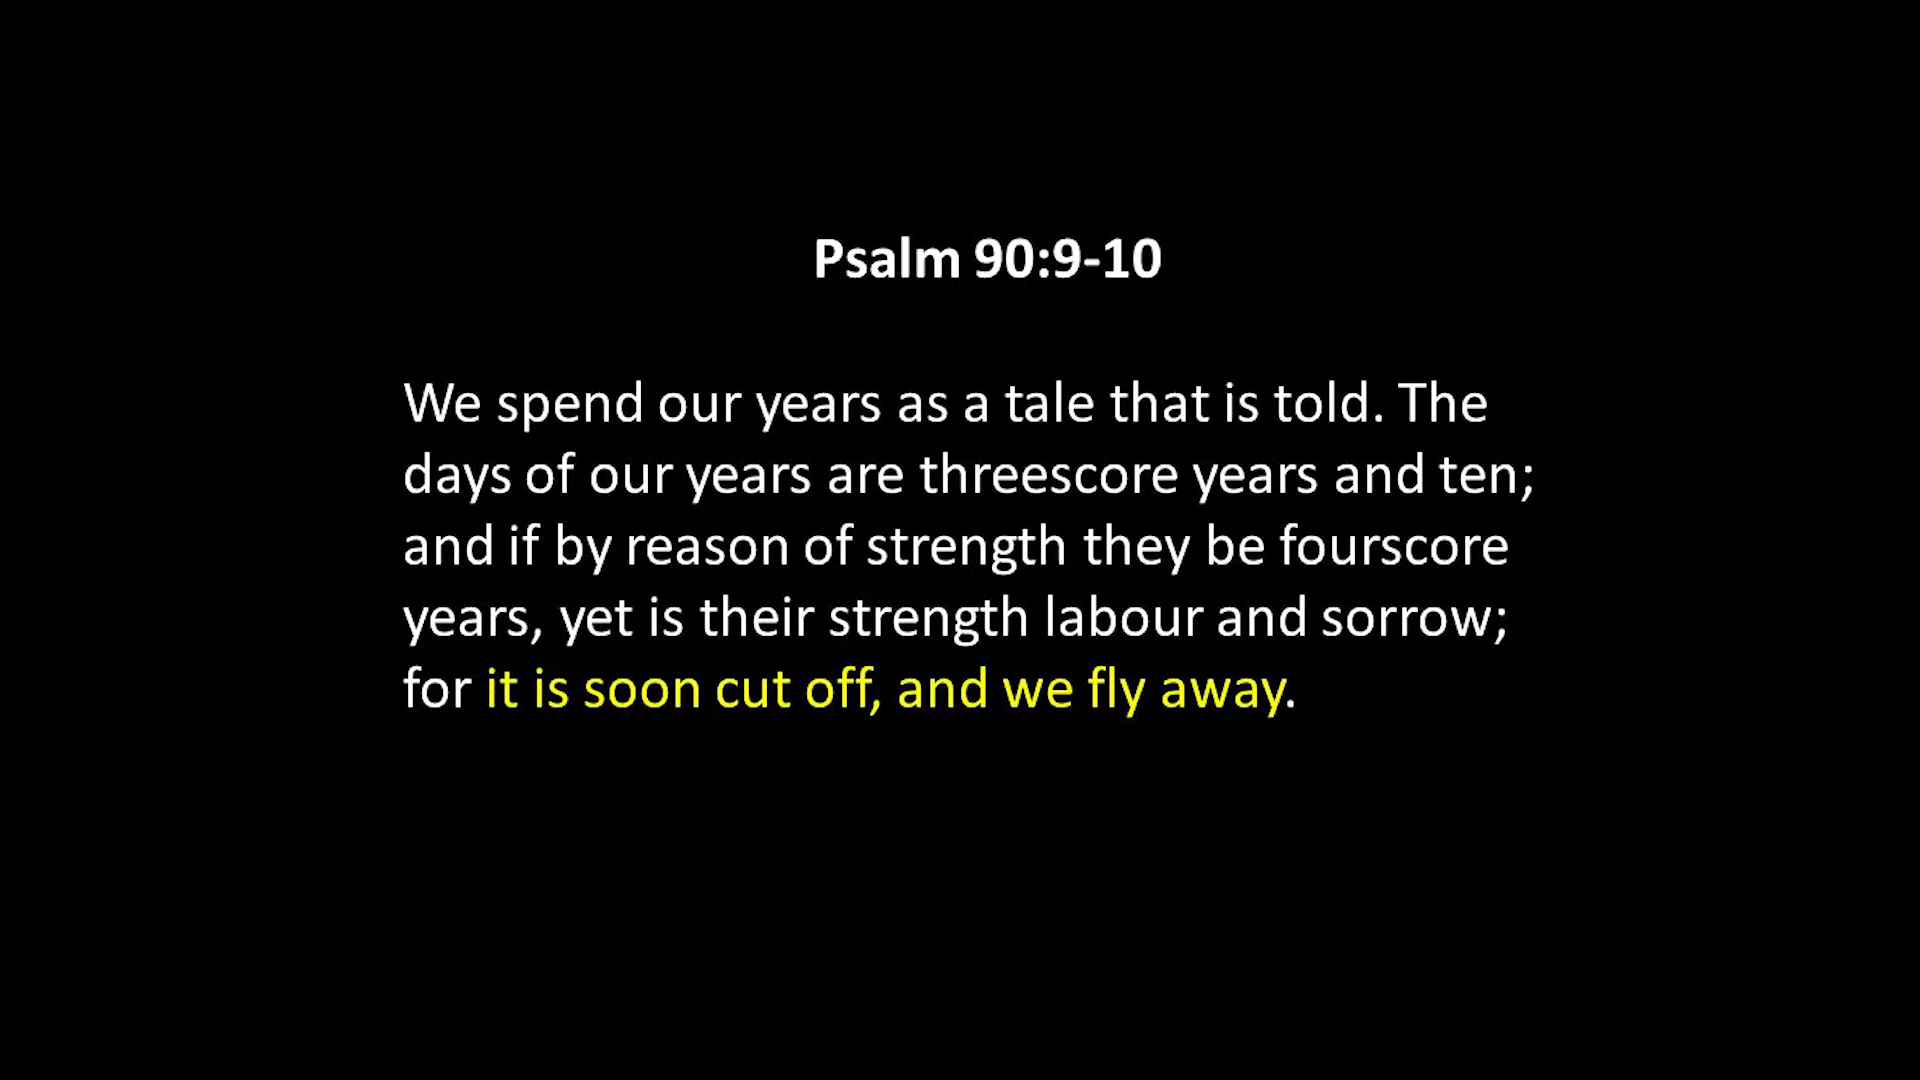 Psalm 90:9-10
We spend our years as a tale that is told. The
days of our years are threescore years and ten;
and if by reason of strength they be fourscore
years, yet is their strength labour and sorrow;
for it is soon cut off, and we fly away.